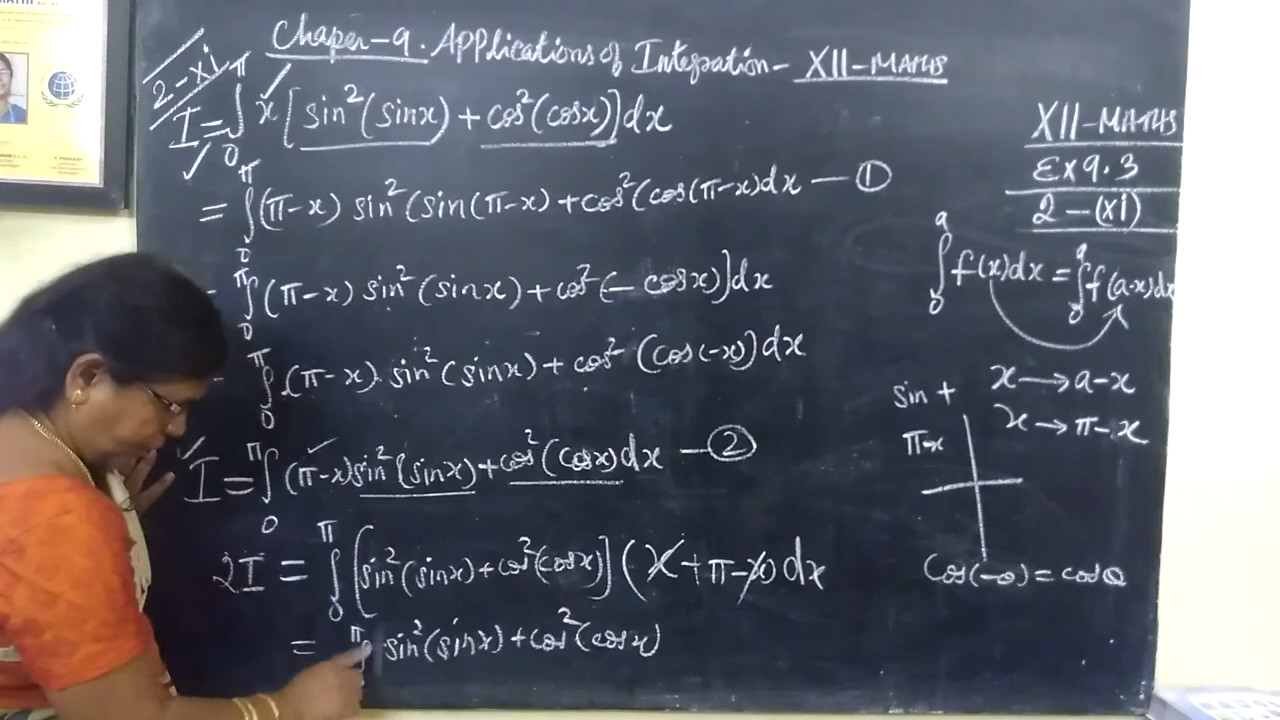 Chaper-9. Applications of Integration- XII-MATHS
2-xi
I = ∫₀^π x [sin²(sinx) + cos²(cosx)] dx
= ∫₀^π (π-x) sin²(sin(π-x) + cos²(cos(π-x)dx — ①
= ∫₀^π (π-x) sin²(sinx) + cos²(- cosx)] dx
- ∫₀^π (π-x). sin²(sinx) + cos² (cos(-x)] dx
I = ∫₀^π (π-x) sin²(sinx) + cos²(cosx) dx — ②
2I = ∫₀^π [sin²(sinx) + cos²(cosx)] (x + π - x) dx
= π sin²(sinx) + cos²(cosx)
XII-MATHS
Ex 9.3
2-(xi)
∫₀^a f(x)dx = ∫₀^a f(a-x)dx
x → a-x
x → π-x
sin +
π-x
cos(-θ) = cosθ